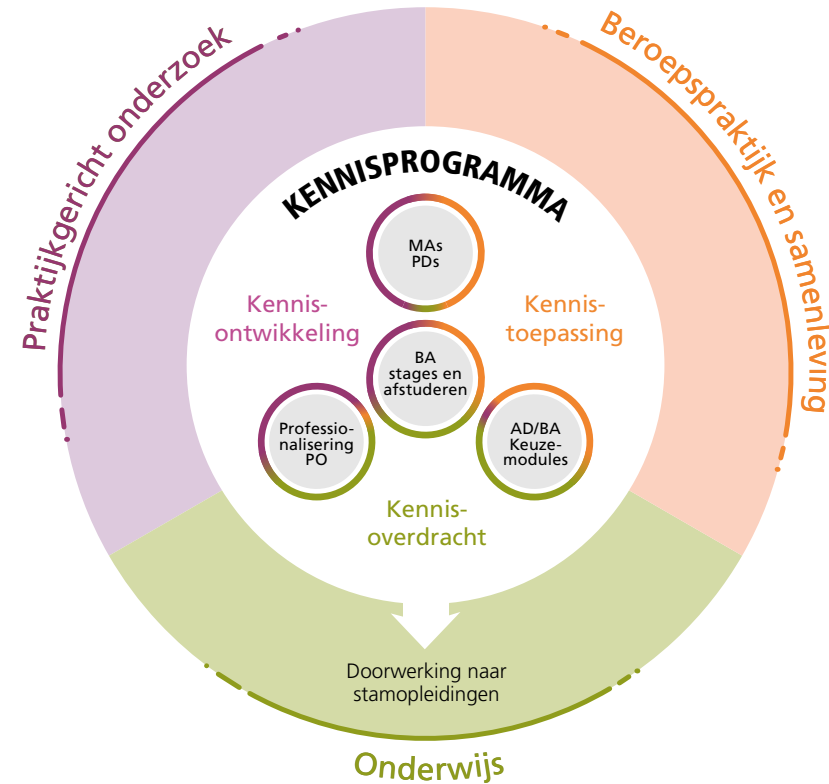 Praktijkgericht onderzoek
Beroepspraktijk en samenleving
KENNISPROGRAMMA
MAs
PDs
Kennis-
ontwikkeling
Kennis-
toepassing
BA
stages en
afstuderen
Professio-
nalisering
PO
AD/BA
Keuze-
modules
Kennis-
overdracht
Doorwerking naar
stamopleidingen
Onderwijs